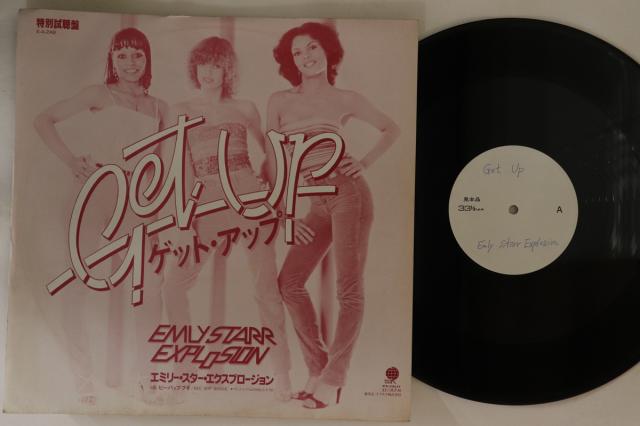 特別試聴盤
Get Up
ゲット・アップ
EMLY STARR
EXPLOSION
エミリー・スター・エクスプロージョン
Get Up
見本品
33⅓
A
Emly Starr Explosion